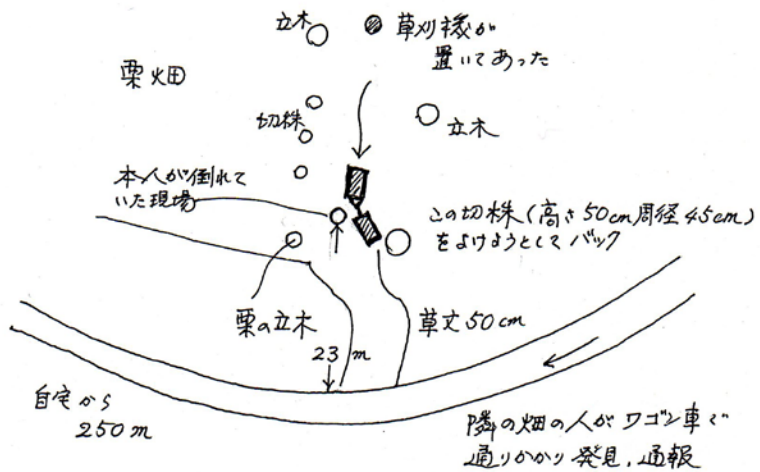 立木
草刈機が
置いてあった
栗畑
切株
立木
本人が倒れて
いた現場
この切株(高さ50cm周径45cm)
をよけようとしてバック
栗の立木
草丈50cm
23m
自宅から
250m
隣の畑の人がワゴン車で
通りかかり発見、通報